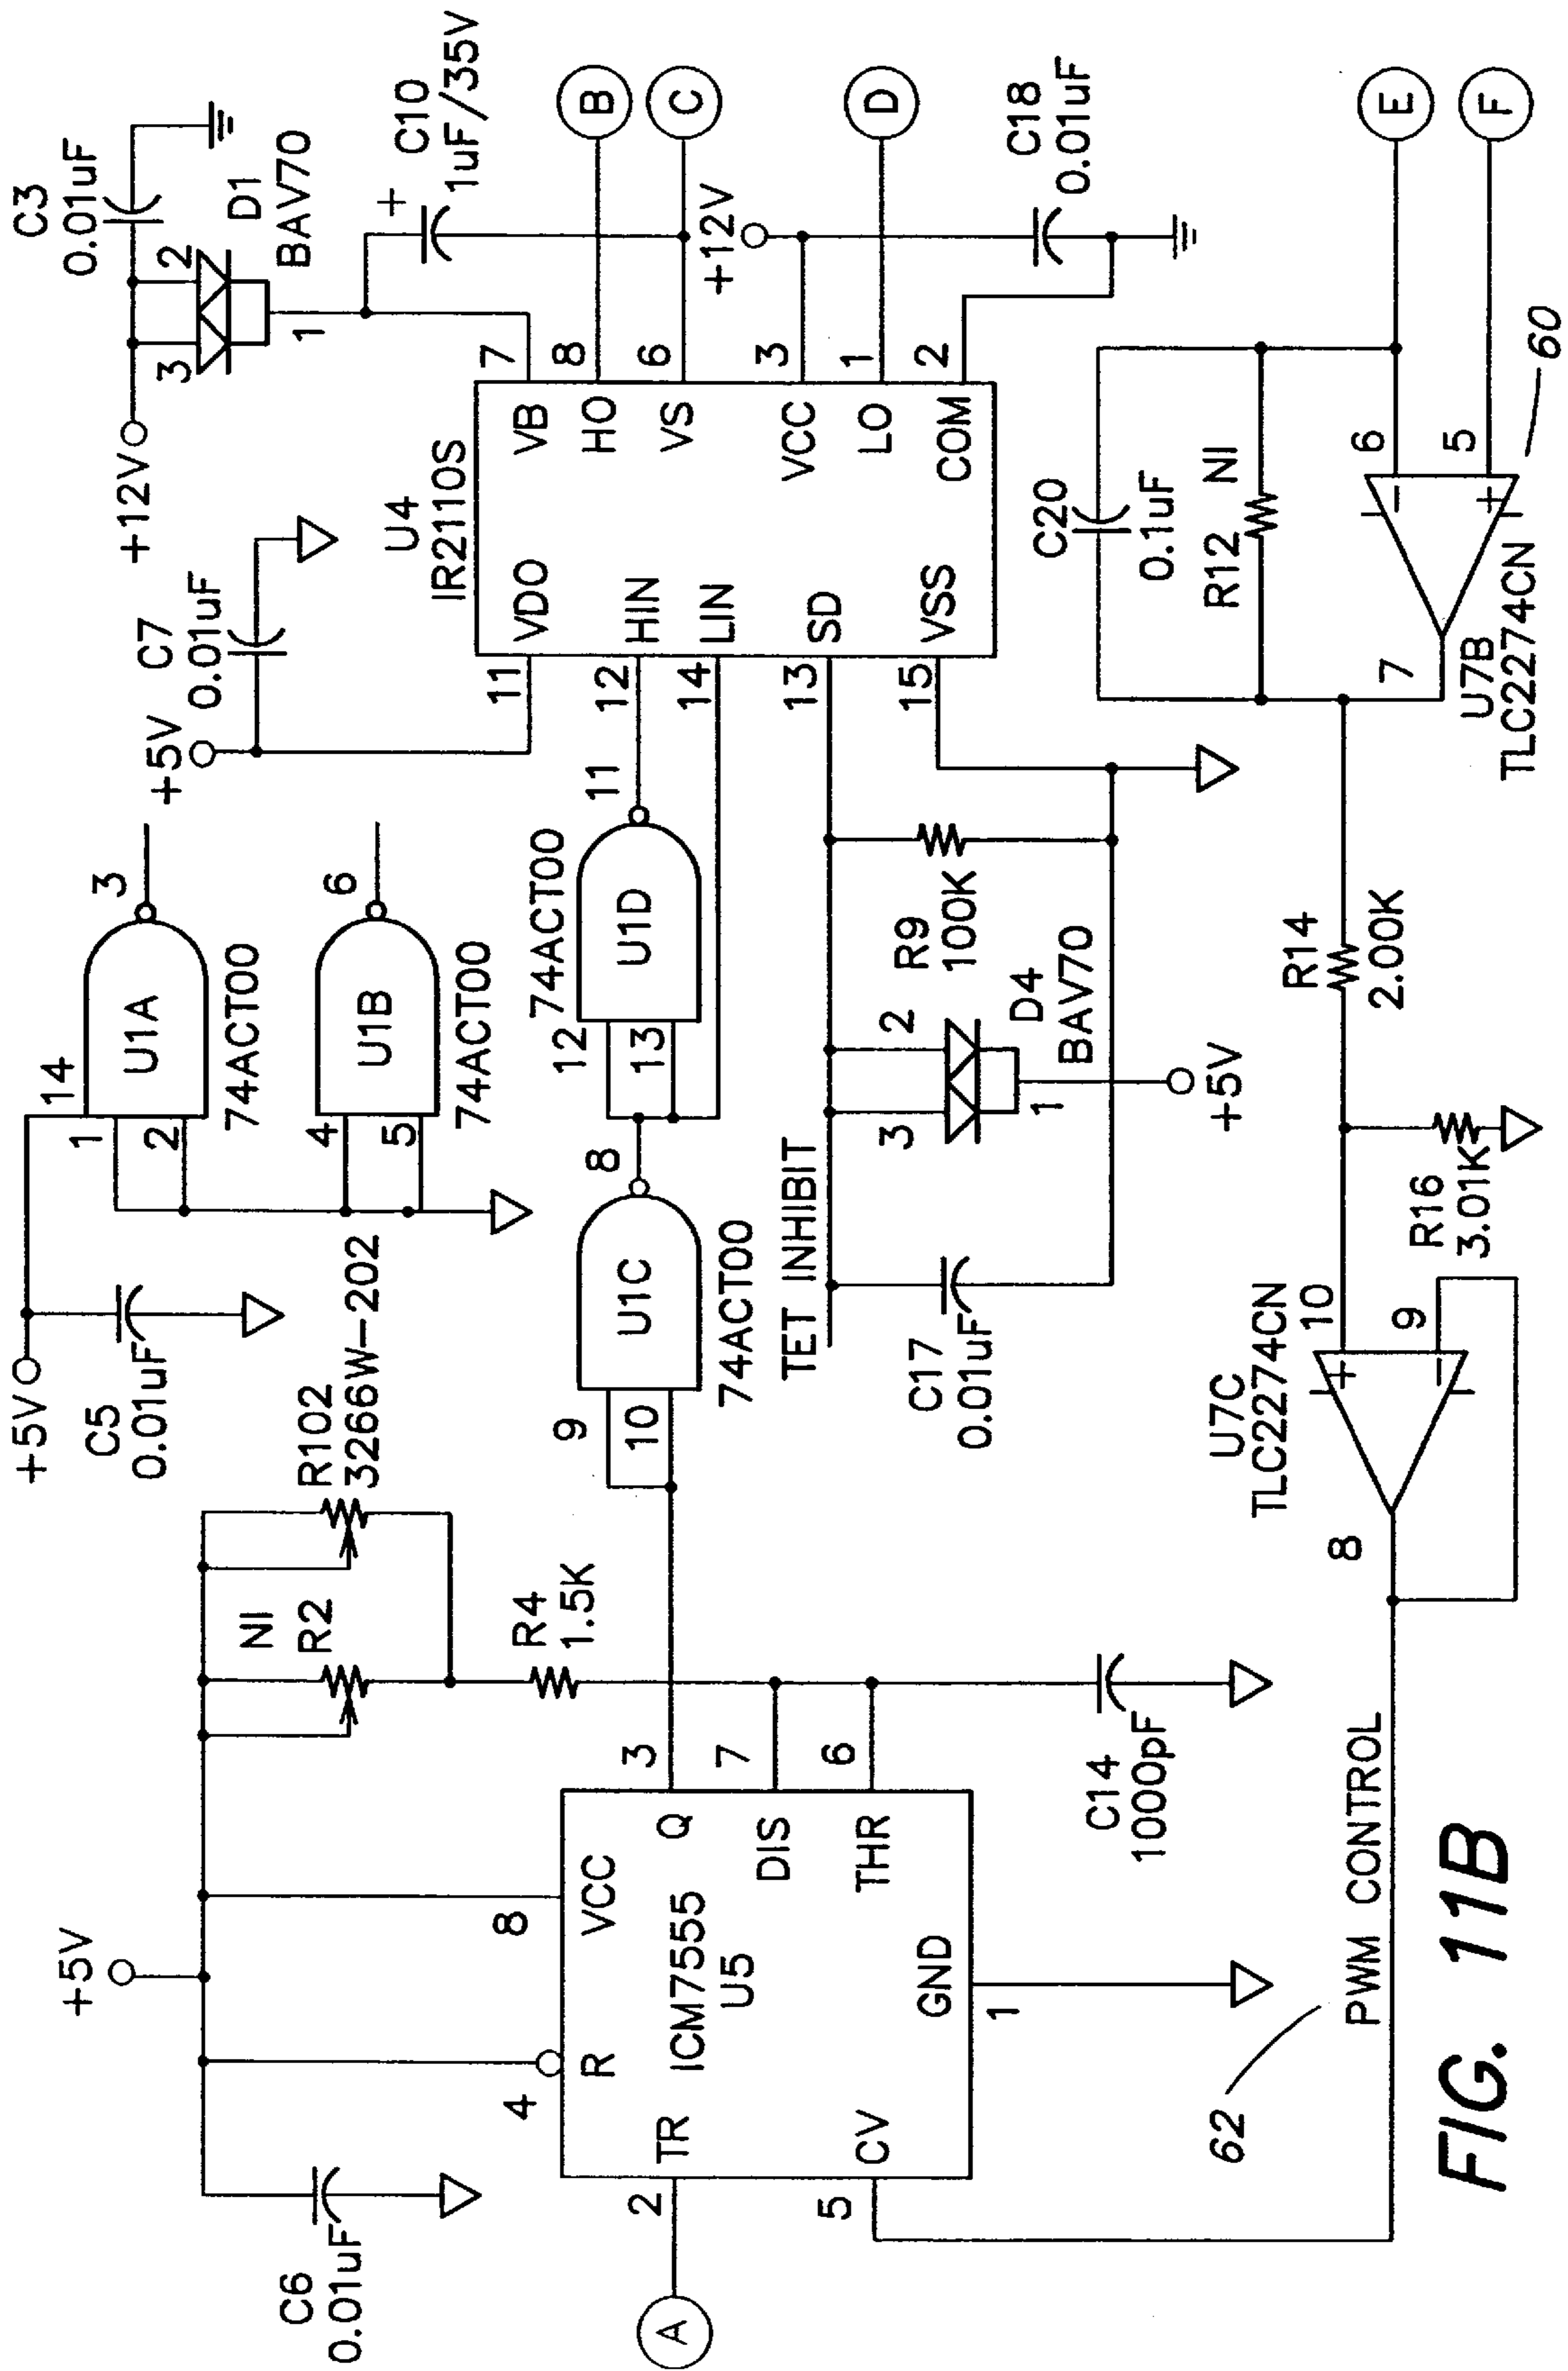 +5V
C6
0.01uF
NI
R2
R102
3266W-202
R4
1.5K
A
2
TR
4
R
8
VCC
ICM7555
U5
Q
3
DIS
7
THR
6
CV
5
GND
1
C14
1000pF
62
PWM CONTROL
FIG. 11B
+5V
C5
0.01uF
14
1
2
U1A
3
74ACT00
4
5
U1B
6
74ACT00
9
10
U1C
8
74ACT00
12
13
U1D
11
74ACT00
TET INHIBIT
C17
0.01uF
3
2
1
D4
BAV70
+5V
R9
100K
+5V
C7
0.01uF
U4
IR2110S
11
VDO
12
HIN
14
LIN
13
SD
15
VSS
VB
7
HO
8
VS
6
VCC
3
LO
1
COM
2
+12V
C3
0.01uF
3
2
1
D1
BAV70
+
C10
1uF/35V
B
C
+12V
D
C18
0.01uF
U7C
TLC2274CN
10
+
9
−
8
R16
3.01K
R14
2.00K
C20
0.1uF
R12
NI
7
U7B
TLC2274CN
6
−
5
+
60
E
F